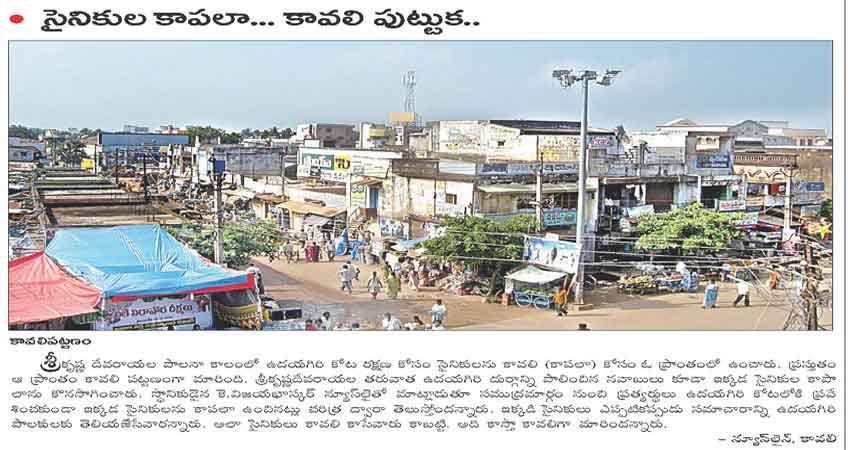 • సైనికుల కాపలా... కావలి పుట్టుక..
నిరాహార దీక్షలు
కావలిపట్టణం
శ్రీకృష్ణ దేవరాయల పాలనా కాలంలో ఉదయగిరి కోట రక్షణ కోసం సైనికులను కావలి (కాపలా) కోసం ఓ ప్రాంతంలో ఉంచారు. ప్రస్తుతం
ఆ ప్రాంతం కావలి పట్టణంగా మారింది. శ్రీకృష్ణదేవరాయల తరువాత ఉదయగిరి దుర్గాన్ని పాలించిన నవాబులు కూడా ఇక్కడ సైనికుల కాపా
లాను కొనసాగించారు. స్థానికుడైన కె.విజయభాస్కర్ న్యూస్‌లైతో మాట్లాడుతూ సముద్రమార్గం నుంచి ప్రత్యర్థులు ఉదయగిరి కోటలోకి ప్రవే
శించకుండా ఇక్కడ సైనికులను కాపలా ఉంచినట్లు చరిత్ర ద్వారా తెలుస్తోందన్నారు. ఇక్కడి సైనికులు ఎప్పటికప్పుడు సమాచారాన్ని ఉదయగిరి
పాలకులకు తెలియజేసేవారన్నారు. అలా సైనికులు కావలి కాసేవారు కాబట్టి. అది కాస్తా కావలిగా మారిందన్నారు.
– న్యూస్‌లైన్, కావలి